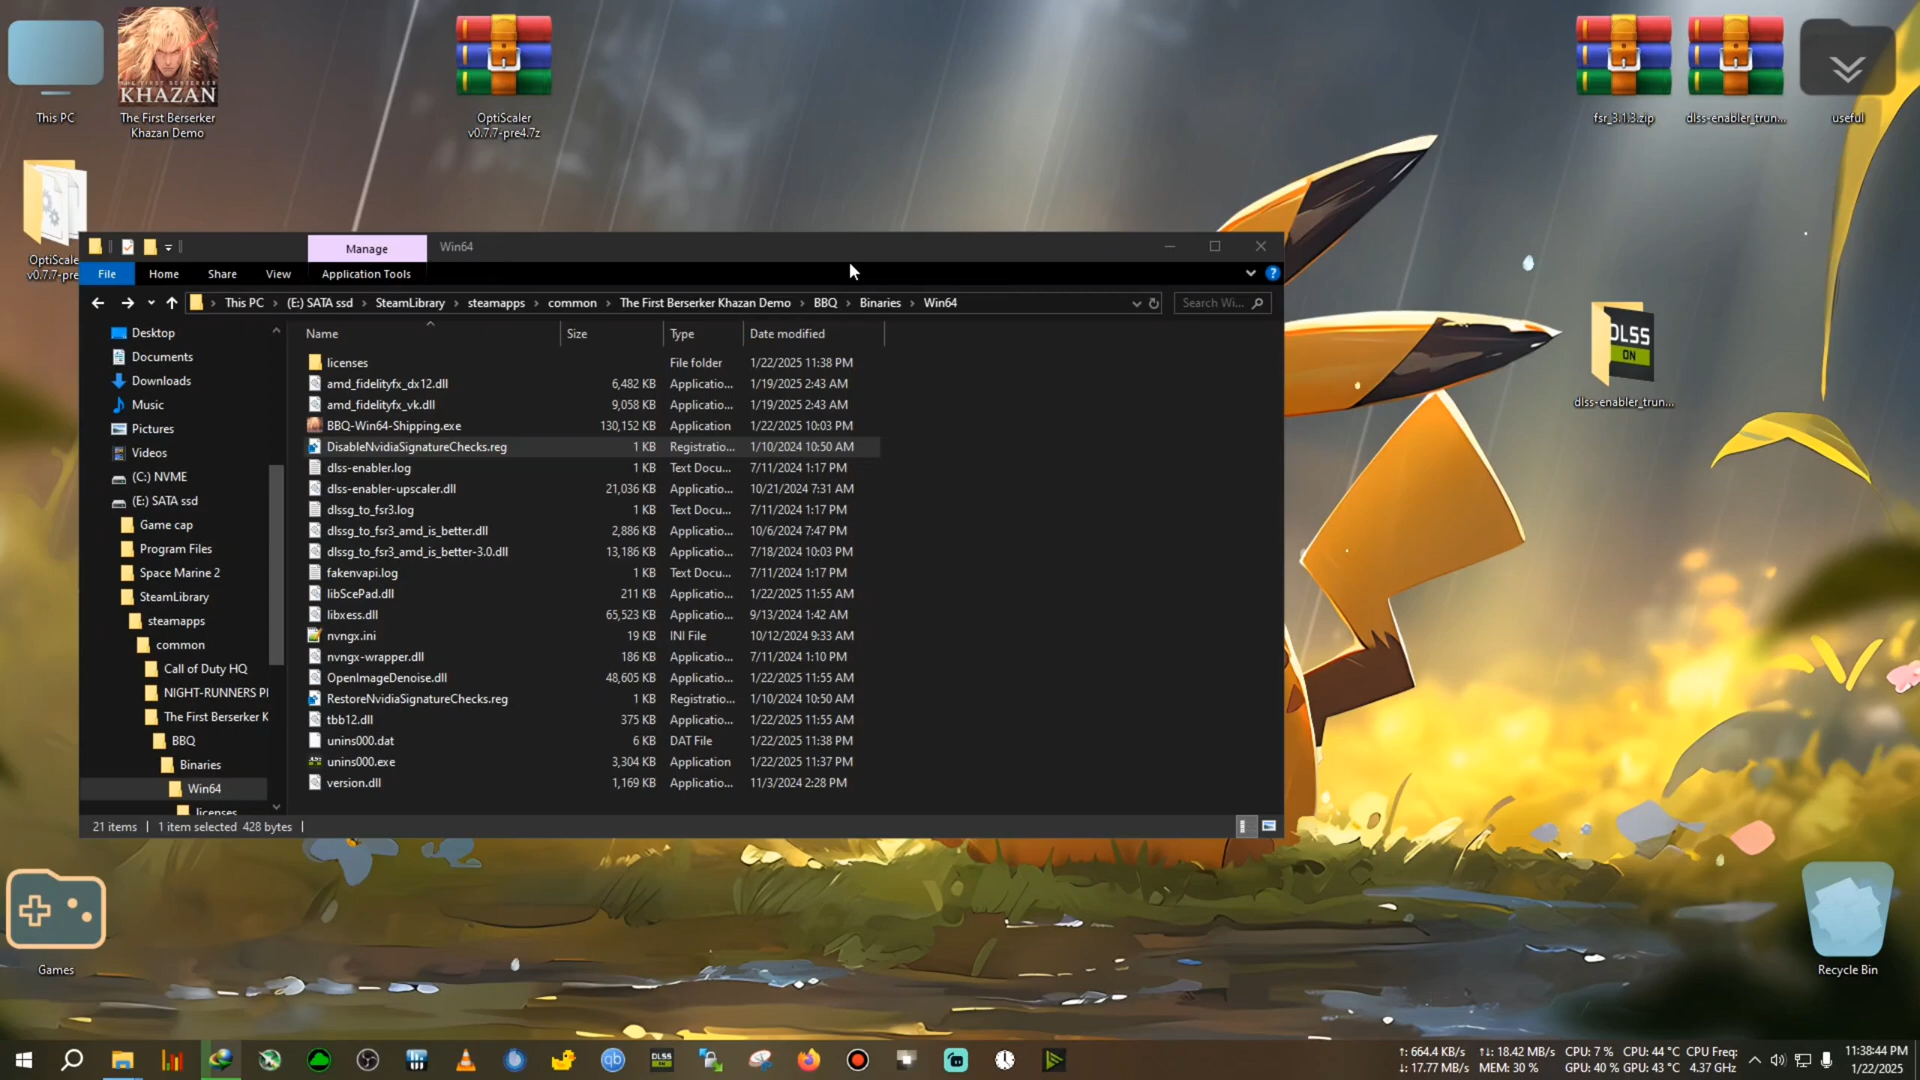 KHAZAN
This PC
The First Berserker
Khazan Demo
OptiScaler
v0.7.7-pre4.7z
fsr_3.1.3.zip
dlss-enabler_trun...
useful
OptiScale
v0.7.7-pre
DLSS
ON
dlss-enabler_trun...
Manage
Win64
File
Home
Share
View
Application Tools
This PC
(E:) SATA ssd
SteamLibrary
steamapps
common
The First Berserker Khazan Demo
BBQ
Binaries
Win64
Search Wi...
Desktop
Documents
Downloads
Music
Pictures
Videos
(C:) NVME
(E:) SATA ssd
Game cap
Program Files
Space Marine 2
SteamLibrary
steamapps
common
Call of Duty HQ
NIGHT-RUNNERS PI
The First Berserker K
BBQ
Binaries
Win64
licenses
Name Size Type Date modified
licenses File folder 1/22/2025 11:38 PM
amd_fidelityfx_dx12.dll 6,482 KB Applicatio... 1/19/2025 2:43 AM
amd_fidelityfx_vk.dll 9,058 KB Applicatio... 1/19/2025 2:43 AM
BBQ-Win64-Shipping.exe 130,152 KB Application 1/22/2025 10:03 PM
DisableNvidiaSignatureChecks.reg 1 KB Registratio... 1/10/2024 10:50 AM
dlss-enabler.log 1 KB Text Docu... 7/11/2024 1:17 PM
dlss-enabler-upscaler.dll 21,036 KB Applicatio... 10/21/2024 7:31 AM
dlssg_to_fsr3.log 1 KB Text Docu... 7/11/2024 1:17 PM
dlssg_to_fsr3_amd_is_better.dll 2,886 KB Applicatio... 10/6/2024 7:47 PM
dlssg_to_fsr3_amd_is_better-3.0.dll 13,186 KB Applicatio... 7/18/2024 10:03 PM
fakenvapi.log 1 KB Text Docu... 7/11/2024 1:17 PM
libScePad.dll 211 KB Applicatio... 1/22/2025 11:55 AM
libxess.dll 65,523 KB Applicatio... 9/13/2024 1:42 AM
nvngx.ini 19 KB INI File 10/12/2024 9:33 AM
nvngx-wrapper.dll 186 KB Applicatio... 7/11/2024 1:10 PM
OpenImageDenoise.dll 48,605 KB Applicatio... 1/22/2025 11:55 AM
RestoreNvidiaSignatureChecks.reg 1 KB Registratio... 1/10/2024 10:50 AM
tbb12.dll 375 KB Applicatio... 1/22/2025 11:55 AM
unins000.dat 6 KB DAT File 1/22/2025 11:38 PM
unins000.exe 3,304 KB Application 1/22/2025 11:37 PM
version.dll 1,169 KB Applicatio... 11/3/2024 2:28 PM
21 items
1 item selected 428 bytes
Games
Recycle Bin
DLSS
↑: 664.4 KB/s ↑↓: 18.42 MB/s CPU: 7 % CPU: 44 °C CPU Freq:
↓: 17.77 MB/s MEM: 30 % GPU: 40 % GPU: 43 °C 4.37 GHz
11:38:44 PM
1/22/2025